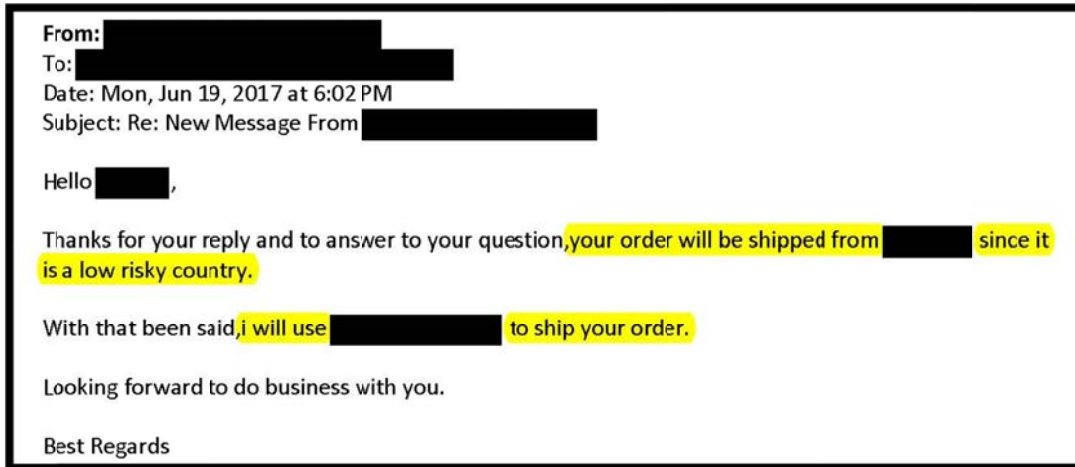 From:
To:
Date: Mon, Jun 19, 2017 at 6:02 PM
Subject: Re: New Message From
Hello ,
Thanks for your reply and to answer to your question,your order will be shipped from since it
is a low risky country.
With that been said,i will use to ship your order.
Looking forward to do business with you.
Best Regards